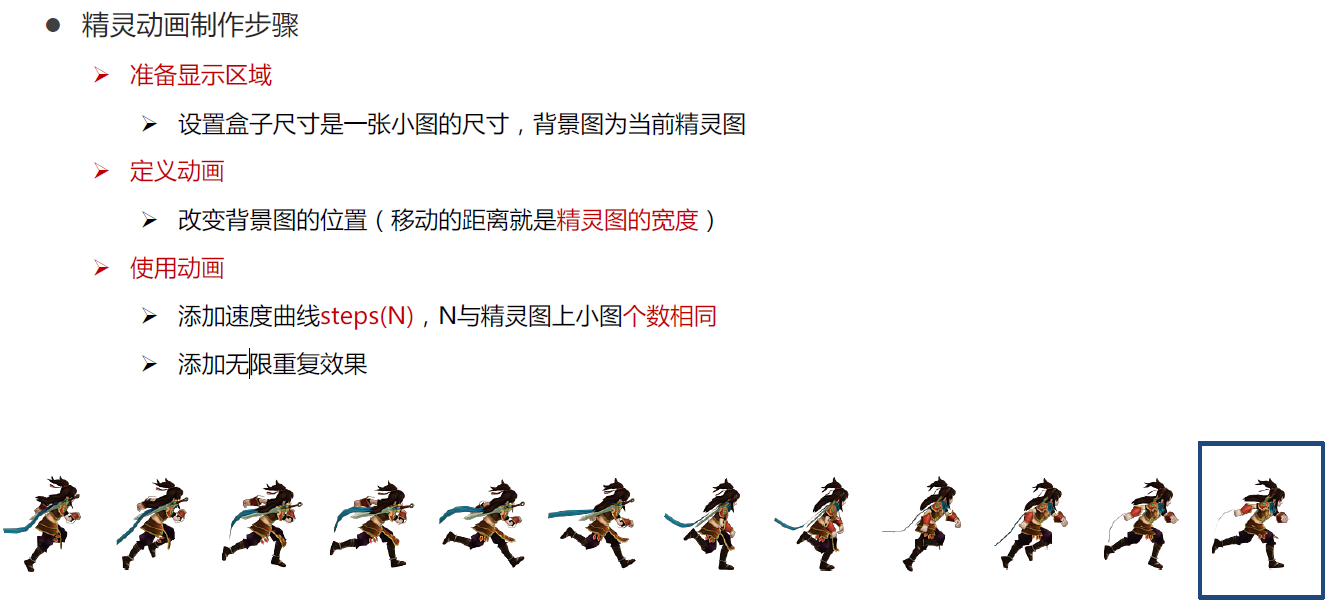 精灵动画制作步骤
准备显示区域
设置盒子尺寸是一张小图的尺寸，背景图为当前精灵图
定义动画
改变背景图的位置（移动的距离就是精灵图的宽度）
使用动画
添加速度曲线steps(N)，N与精灵图上小图个数相同
添加无限重复效果